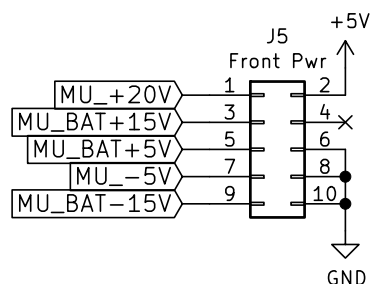 +5V
J5
Front Pwr
MU_+20V 1 2
MU_BAT+15V 3 4
MU_BAT+5V 5 6
MU_-5V 7 8
MU_BAT-15V 9 10
GND